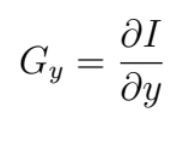 G_y = ∂I/∂y